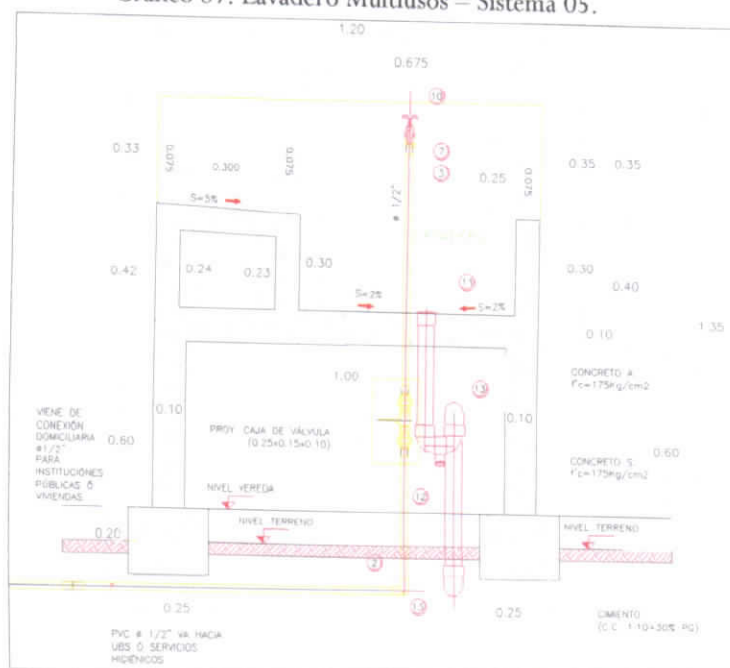 Gráfico 37. Lavadero Multiusos – Sistema 05.
1.20
0.675
10
0.33
0.075
0.300
0.075
7
5
0.25
0.075
0.35 0.35
S=5%
ø 1/2"
0.42
0.24
0.23
0.30
11
0.30
0.40
S=2%
S=2%
0.10
1.35
1.00
13
CONCRETO A:
f'c=175kg/cm2
VIENE DE
CONEXIÓN
DOMICILIARIA
ø1/2"
PARA
INSTITUCIONES
PÚBLICAS Ó
VIVIENDAS
0.60
0.10
PROY. CAJA DE VÁLVULA
(0.25x0.15x0.10)
0.10
0.60
CONCRETO S:
f'c=175kg/cm2
NIVEL VEREDA
12
0.20
NIVEL TERRENO
NIVEL TERRENO
2
0.25
0.25
CIMIENTO
(C:C 1:10+30% PG)
PVC ø 1/2" VA HACIA
UBS Ó SERVICIOS
HIGIÉNICOS